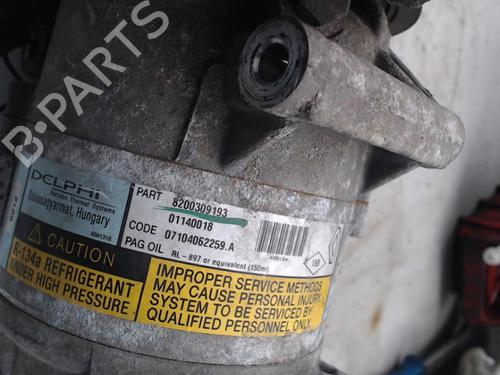 B-PARTS
DELPHI
Harrison Thermal Systems
Balassagyarmat, Hungary
6501316
PART 8200309193
01140018
CODE 07104062259.A
PAG OIL RL-897 or equivalent (150ml)
CAUTION
R-134a REFRIGERANT
UNDER HIGH PRESSURE
IMPROPER SERVICE METHODS
MAY CAUSE PERSONAL INJURY
SYSTEM TO BE SERVICED BY
QUALIFIED PERSONNEL ONLY.